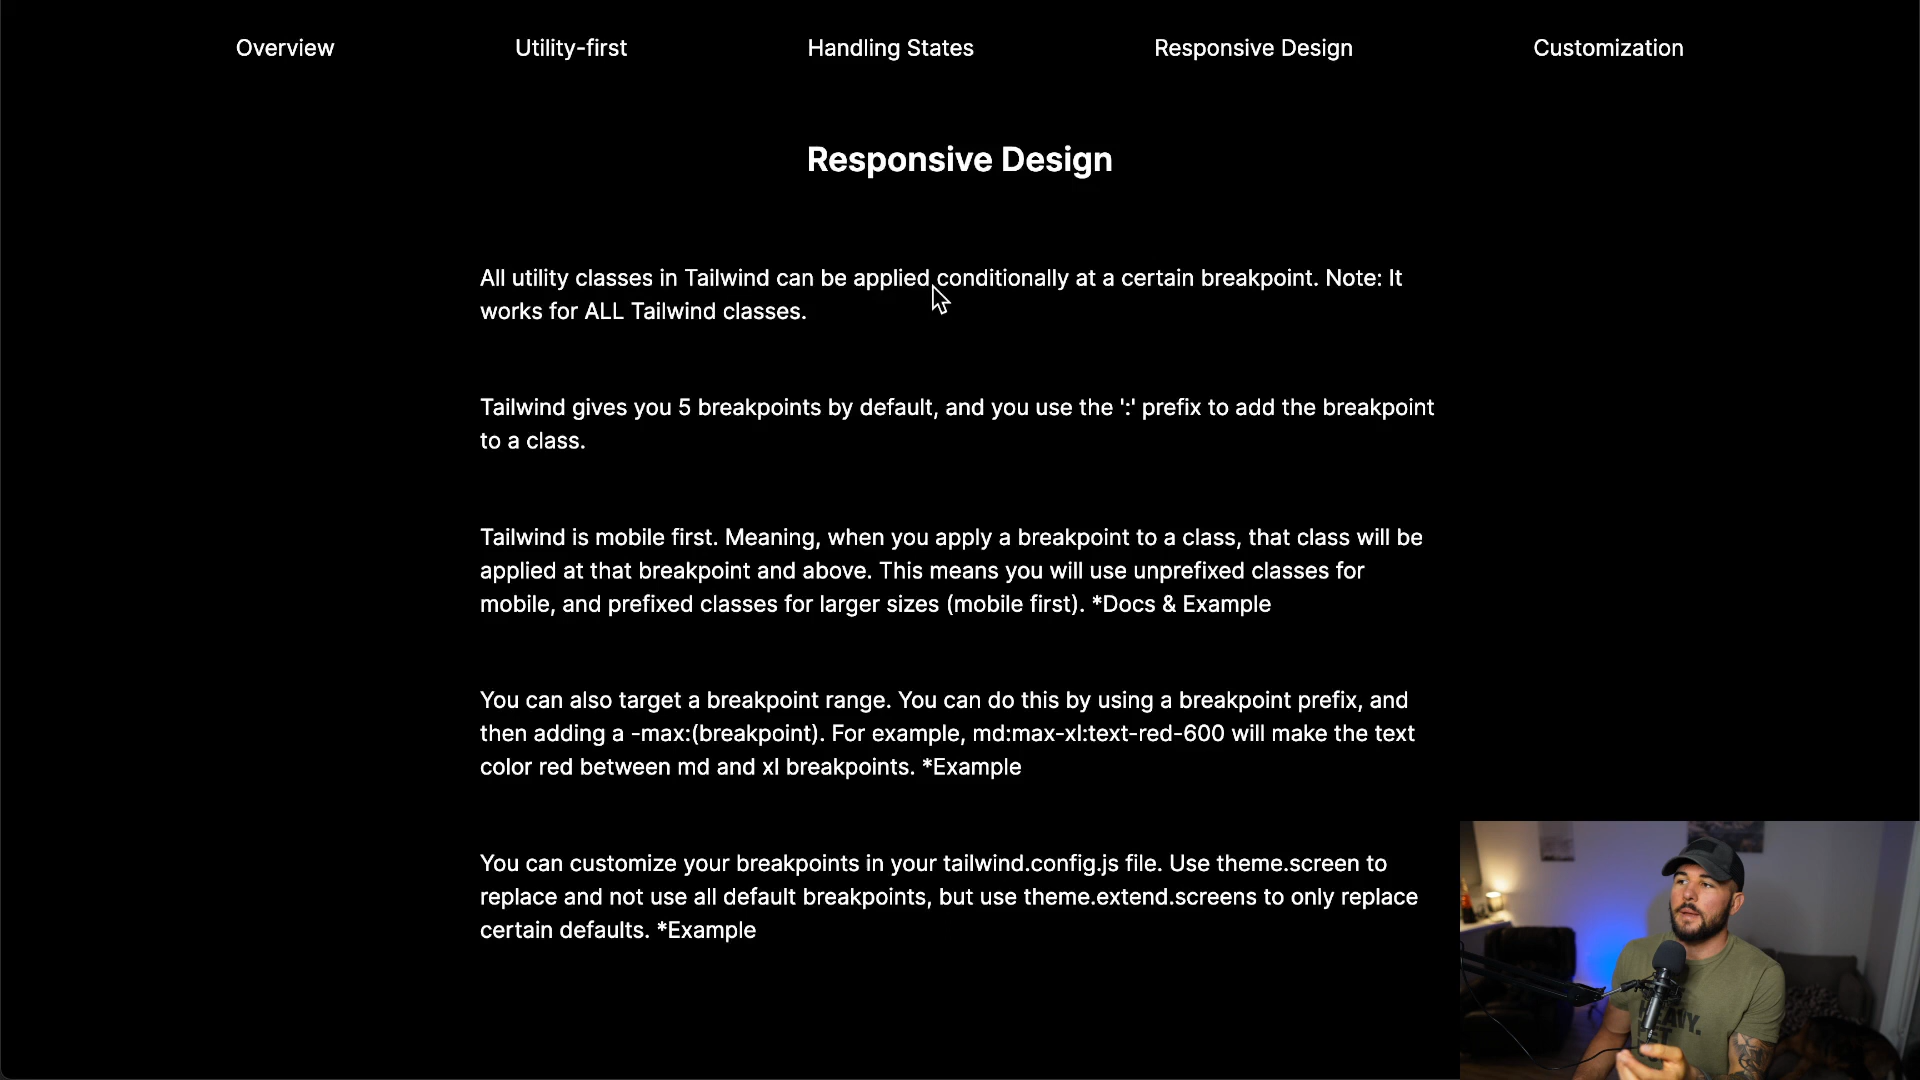 Overview Utility-first Handling States Responsive Design Customization
Responsive Design
All utility classes in Tailwind can be applied conditionally at a certain breakpoint. Note: It
works for ALL Tailwind classes.
Tailwind gives you 5 breakpoints by default, and you use the ':' prefix to add the breakpoint
to a class.
Tailwind is mobile first. Meaning, when you apply a breakpoint to a class, that class will be
applied at that breakpoint and above. This means you will use unprefixed classes for
mobile, and prefixed classes for larger sizes (mobile first). *Docs & Example
You can also target a breakpoint range. You can do this by using a breakpoint prefix, and
then adding a -max:(breakpoint). For example, md:max-xl:text-red-600 will make the text
color red between md and xl breakpoints. *Example
You can customize your breakpoints in your tailwind.config.js file. Use theme.screen to
replace and not use all default breakpoints, but use theme.extend.screens to only replace
certain defaults. *Example